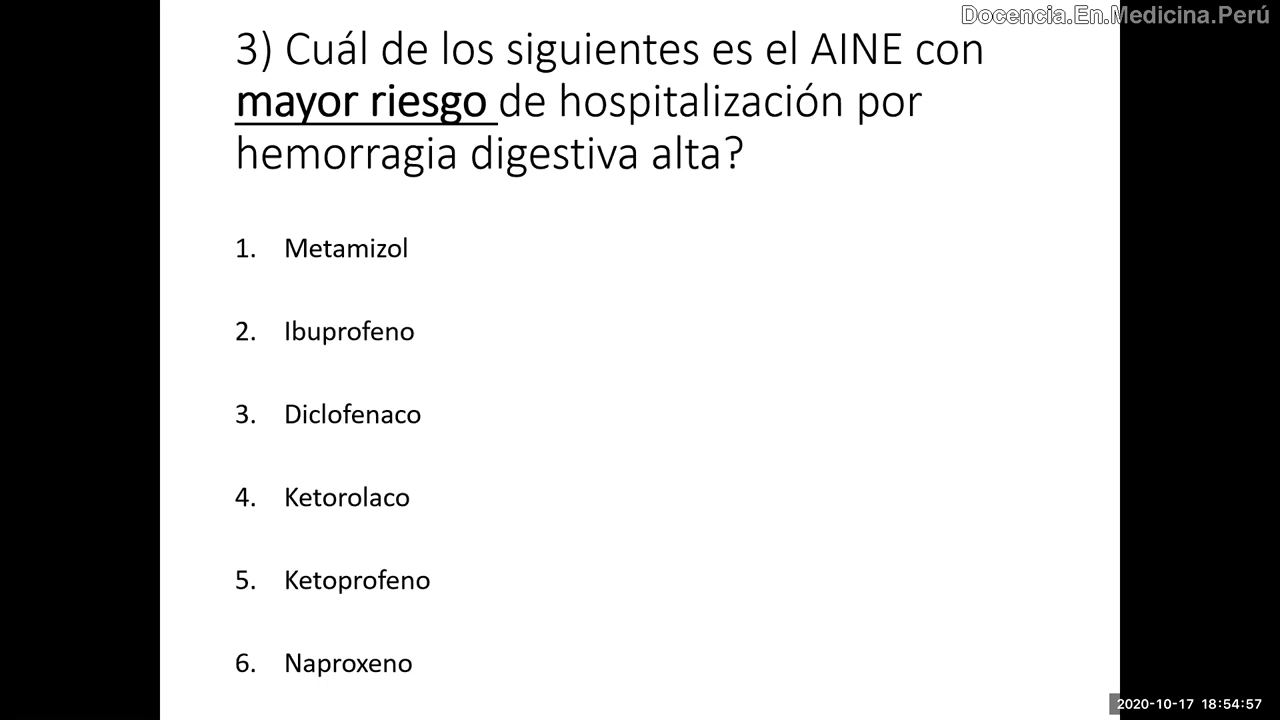 Docencia.En.Medicina.Perú
3) Cuál de los siguientes es el AINE con
mayor riesgo de hospitalización por
hemorragia digestiva alta?
1. Metamizol
2. Ibuprofeno
3. Diclofenaco
4. Ketorolaco
5. Ketoprofeno
6. Naproxeno
2020-10-17 18:54:57